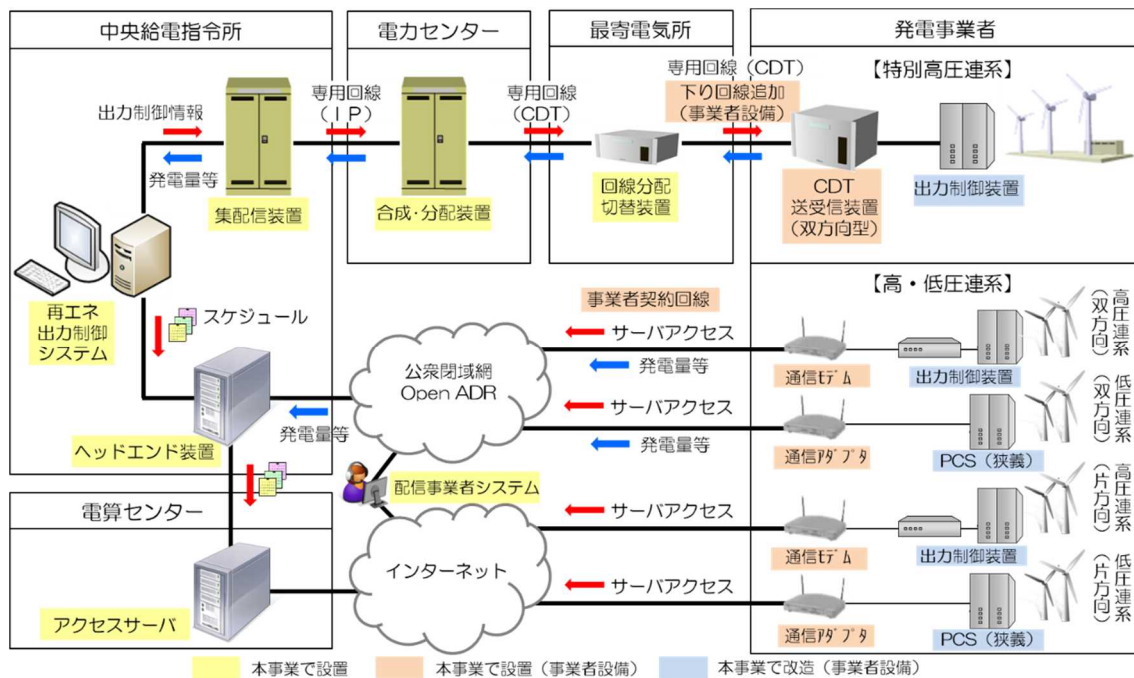 中央給電指令所
電力センター
最寄電気所
発電事業者
【特別高圧連系】
出力制御情報
発電量等
集配信装置
専用回線
(ＩＰ)
合成・分配装置
専用回線
(CDT)
回線分配
切替装置
専用回線（CDT）
下り回線追加
(事業者設備)
CDT
送受信装置
(双方向型)
出力制御装置
再エネ
出力制御
システム
スケジュール
ヘッドエンド装置
発電量等
公衆閉域網
Open ADR
事業者契約回線
【高・低圧連系】
サーバアクセス
発電量等
通信ﾓﾃﾞﾑ
出力制御装置
高圧連系
(双方向)
サーバアクセス
発電量等
通信ｱﾀﾞﾌﾟﾀ
PCS（狭義）
低圧連系
(双方向)
配信事業者システム
電算センター
アクセスサーバ
インターネット
サーバアクセス
通信ﾓﾃﾞﾑ
出力制御装置
高圧連系
(片方向)
サーバアクセス
通信ｱﾀﾞﾌﾟﾀ
PCS（狭義）
低圧連系
(片方向)
本事業で設置
本事業で設置（事業者設備）
本事業で改造（事業者設備）